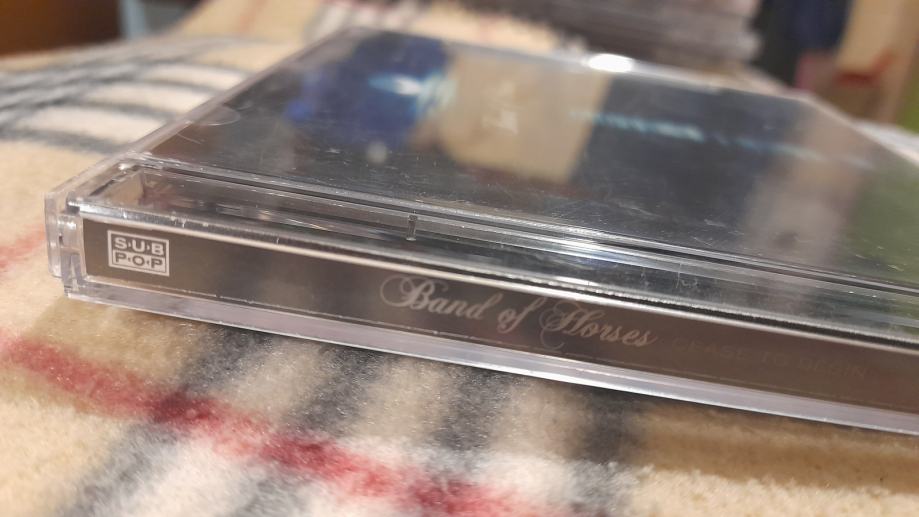 SUB
POP
Band of Horses CEASE TO BEGIN